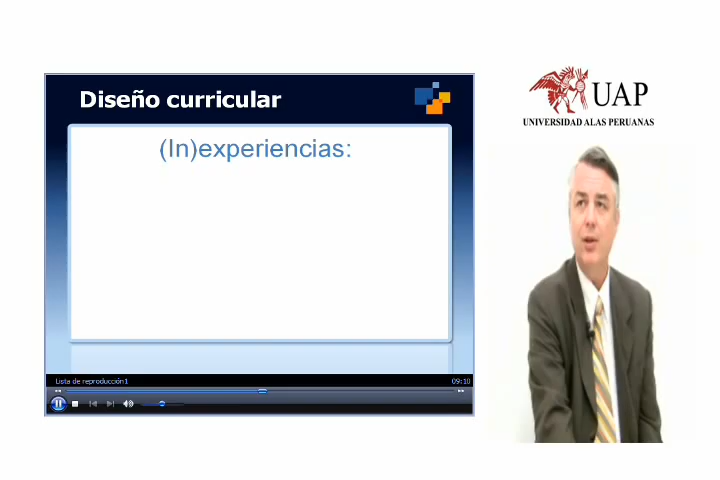 Diseño curricular
(In)experiencias:
Lista de reproducción1
09:10
UAP
UNIVERSIDAD ALAS PERUANAS